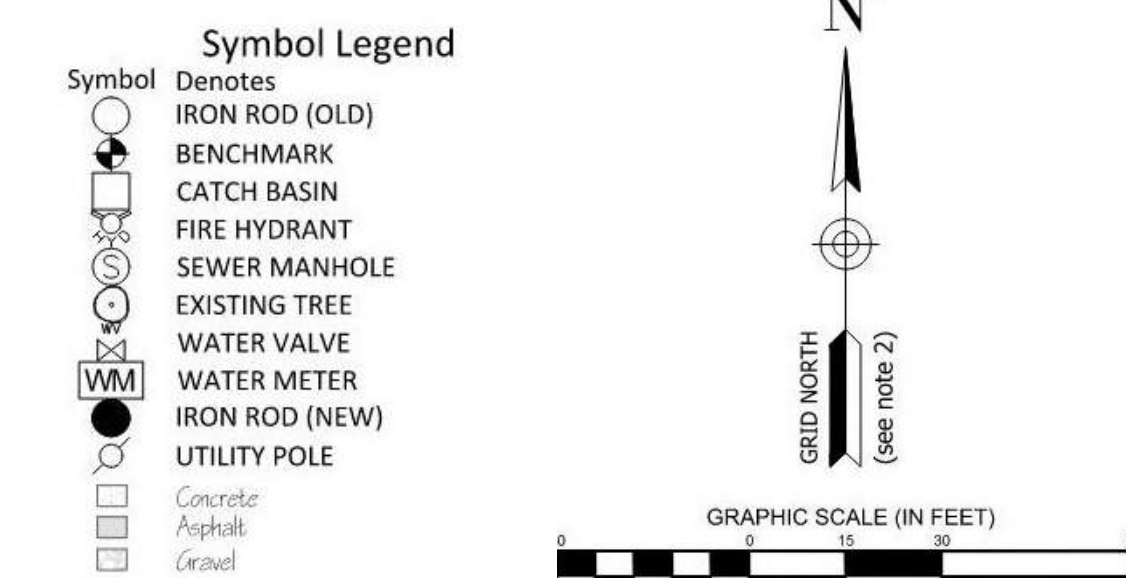 Symbol Legend
Symbol Denotes
IRON ROD (OLD)
BENCHMARK
CATCH BASIN
FIRE HYDRANT
S SEWER MANHOLE
EXISTING TREE
WV
WATER VALVE
WM WATER METER
IRON ROD (NEW)
UTILITY POLE
Concrete
Asphalt
Gravel
N
GRID NORTH
(see note 2)
GRAPHIC SCALE (IN FEET)
0 0 15 30